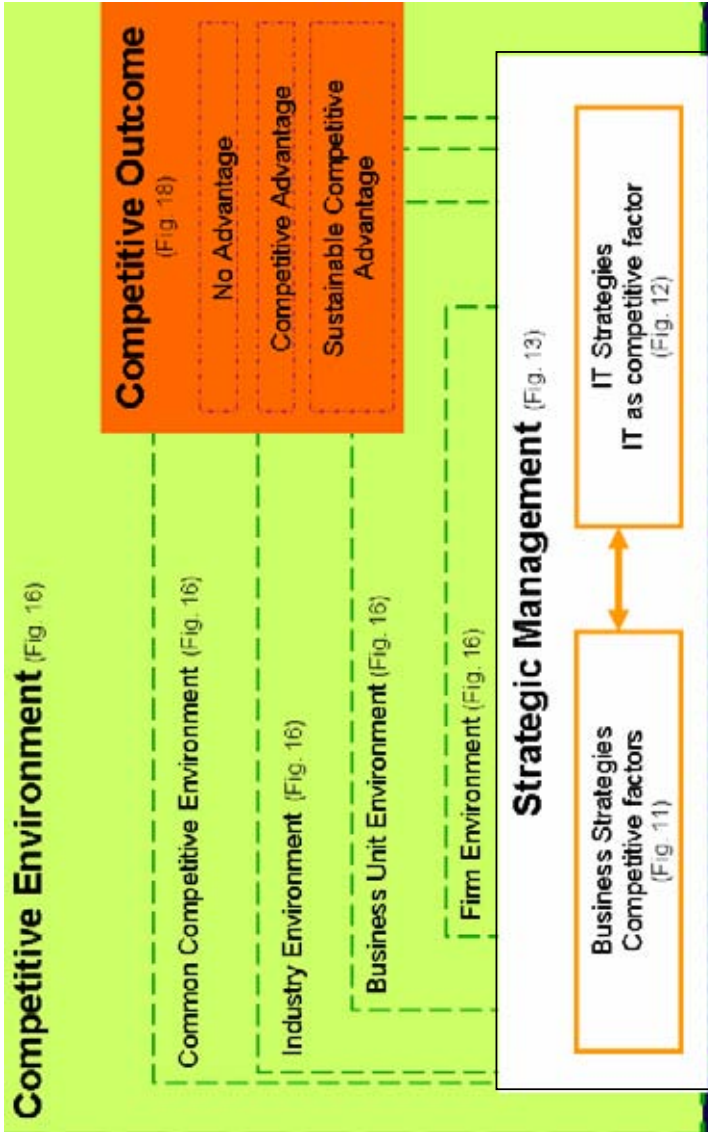 Competitive Environment (Fig. 16)
Competitive Outcome
(Fig. 18)
No Advantage
Competitive Advantage
Sustainable Competitive
Advantage
Common Competitive Environment (Fig. 16)
Industry Environment (Fig. 16)
Business Unit Environment (Fig. 16)
Firm Environment (Fig. 16)
Strategic Management (Fig. 13)
Business Strategies
Competitive factors
(Fig. 11)
IT Strategies
IT as competitive factor
(Fig. 12)